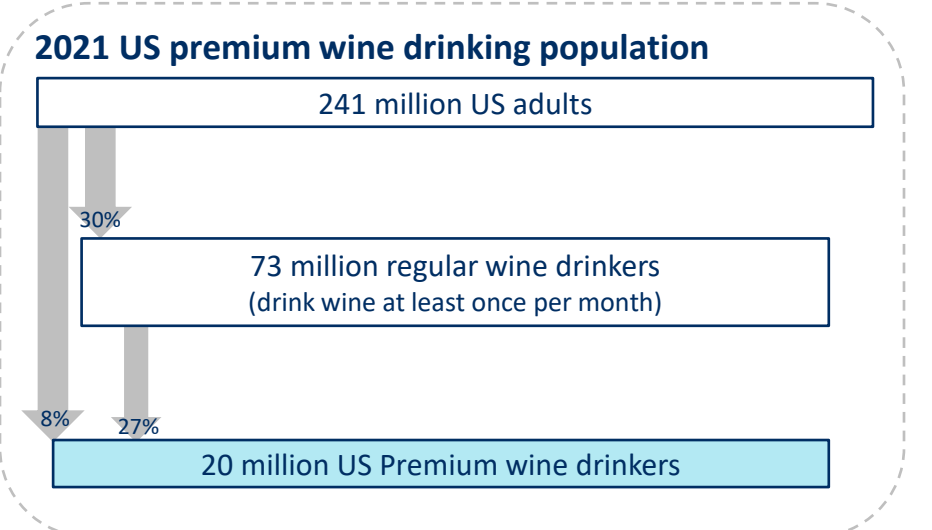 2021 US premium wine drinking population
241 million US adults
30%
73 million regular wine drinkers
(drink wine at least once per month)
8%
27%
20 million US Premium wine drinkers